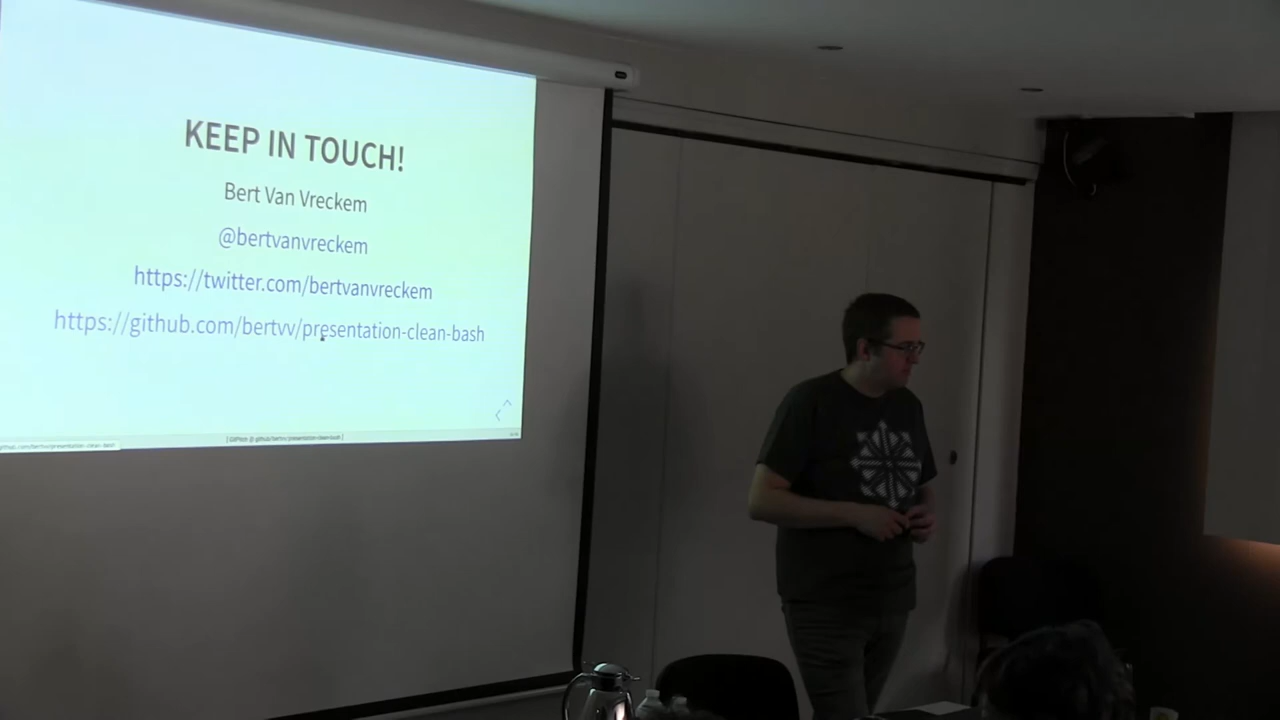 KEEP IN TOUCH!
Bert Van Vreckem
@bertvanvreckem
https://twitter.com/bertvanvreckem
https://github.com/bertvv/presentation-clean-bash